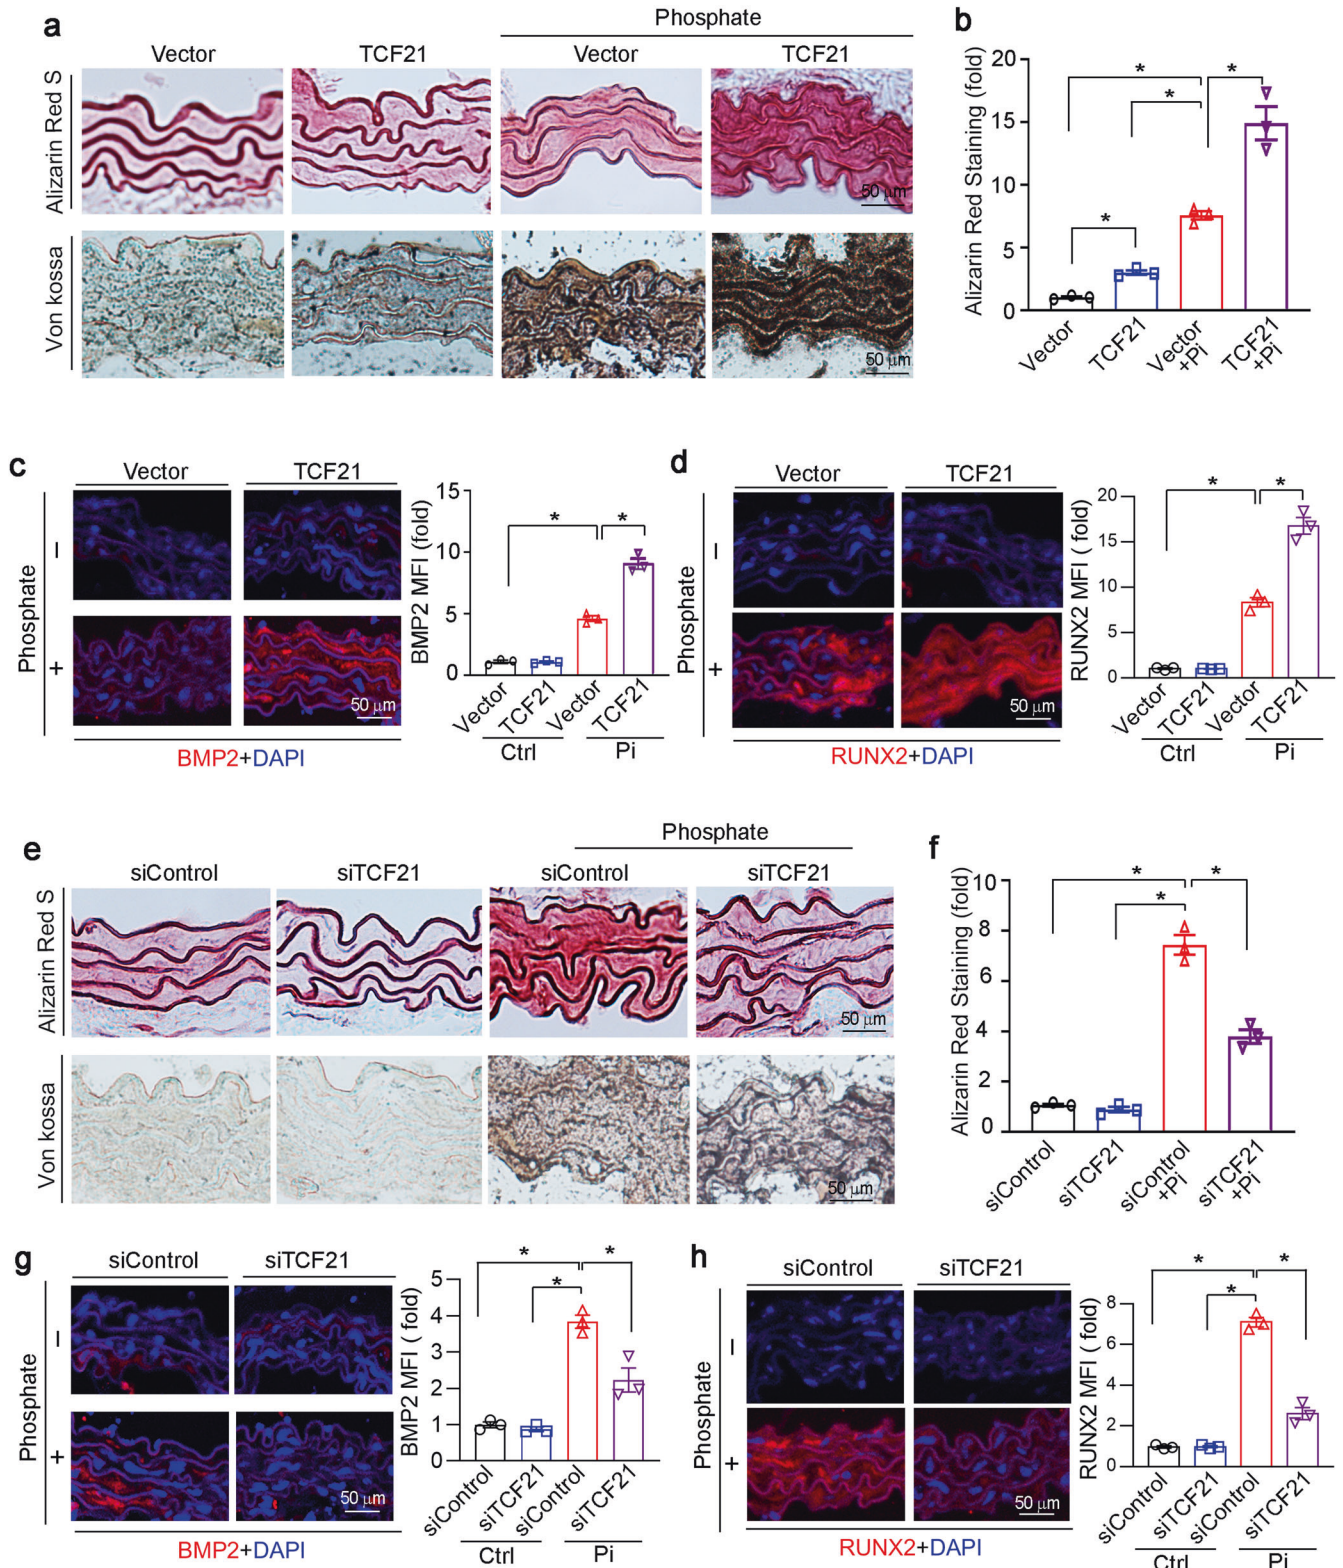 a
Phosphate
Vector
TCF21
Vector
TCF21
Alizarin Red S
50 μm
Von kossa
50 μm
b
Alizarin Red Staining (fold)
20
15
10
5
0
*
*
*
*
Vector
TCF21
Vector
+Pi
TCF21
+Pi
c
Vector
TCF21
Phosphate
–
+
50 μm
BMP2+DAPI
BMP2 MFI (fold)
15
10
5
0
*
*
Vector
TCF21
Vector
TCF21
Ctrl
Pi
d
Vector
TCF21
Phosphate
–
+
50 μm
RUNX2+DAPI
RUNX2 MFI ( fold)
20
15
10
5
0
*
*
Vector
TCF21
Vector
TCF21
Ctrl
Pi
e
Phosphate
siControl
siTCF21
siControl
siTCF21
Alizarin Red S
50 μm
Von kossa
50 μm
f
Alizarin Red Staining (fold)
10
8
6
4
2
0
*
*
*
siControl
siTCF21
siControl
+Pi
siTCF21
+Pi
g
siControl
siTCF21
Phosphate
–
+
50 μm
BMP2+DAPI
BMP2 MFI ( fold)
5
4
3
2
1
0
*
*
*
siControl
siTCF21
siControl
siTCF21
Ctrl
Pi
h
siControl
siTCF21
Phosphate
–
+
50 μm
RUNX2+DAPI
RUNX2 MFI ( fold)
8
6
4
2
0
*
*
*
siControl
siTCF21
siControl
siTCF21
Ctrl
Pi